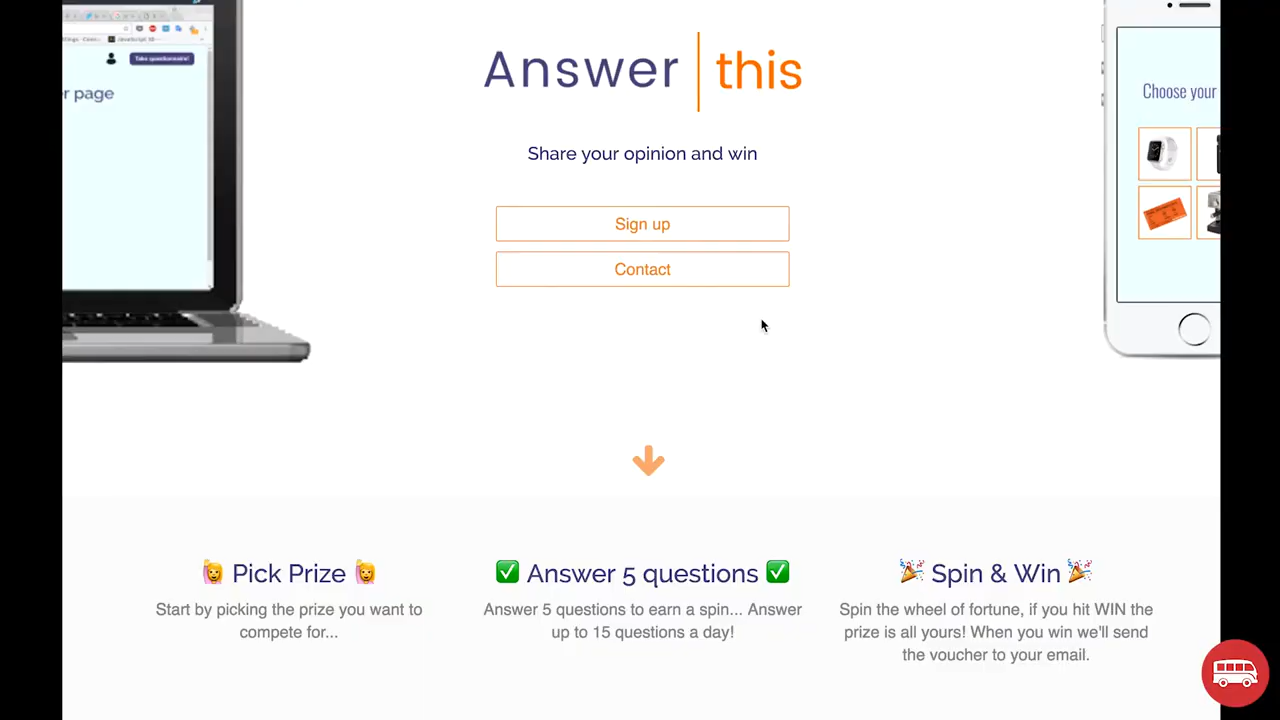 Take questionnaire!
r page
Answer this
Choose your
Share your opinion and win
Sign up
Contact
Pick Prize
Answer 5 questions
Spin & Win
Start by picking the prize you want to
compete for...
Answer 5 questions to earn a spin... Answer
up to 15 questions a day!
Spin the wheel of fortune, if you hit WIN the
prize is all yours! When you win we'll send
the voucher to your email.